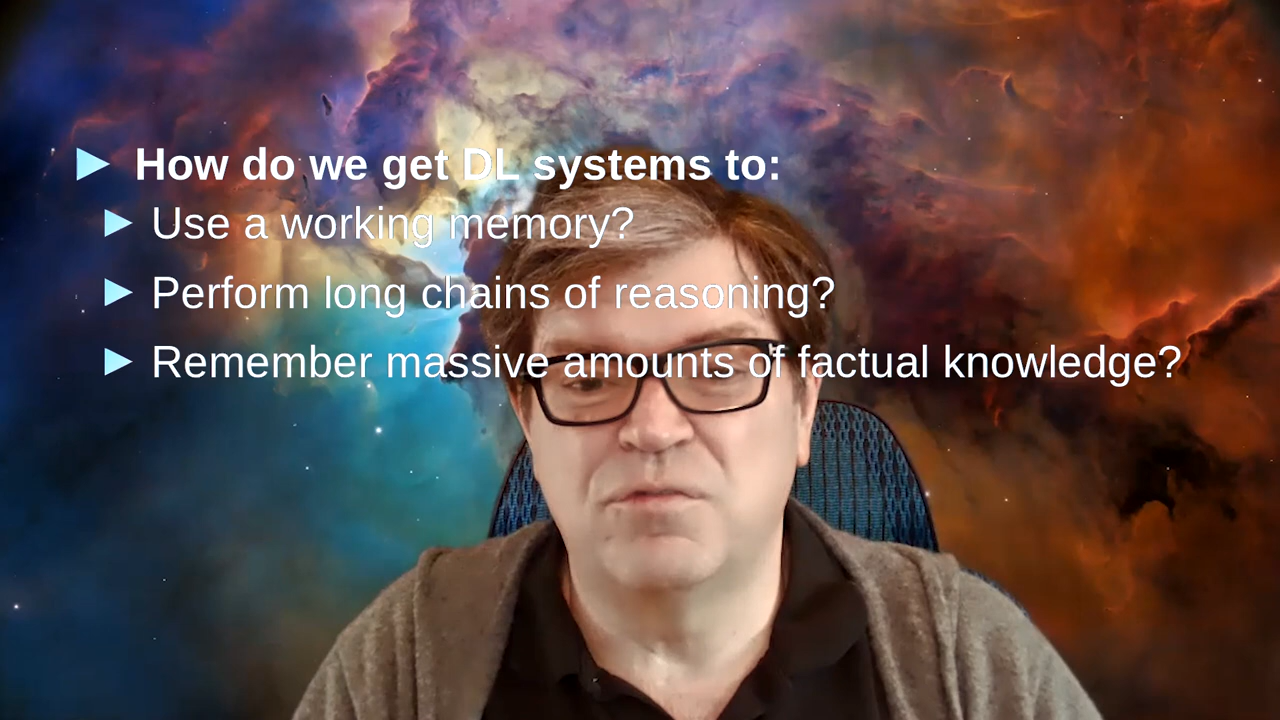 How do we get DL systems to:
Use a working memory?
Perform long chains of reasoning?
Remember massive amounts of factual knowledge?